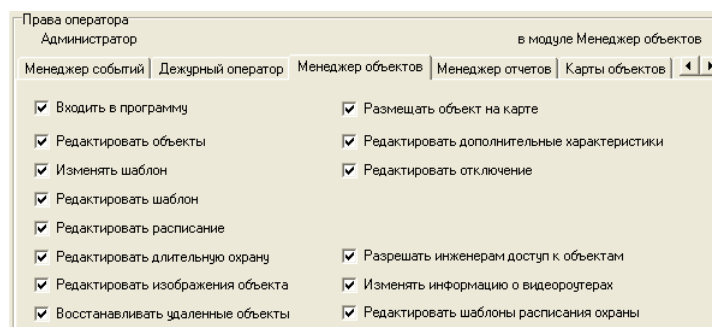 Права оператора
Администратор в модуле Менеджер объектов
Менеджер событий Дежурный оператор Менеджер объектов Менеджер отчетов Карты объектов
Входить в программу Размещать объект на карте
Редактировать объекты Редактировать дополнительные характеристики
Изменять шаблон Редактировать отключение
Редактировать шаблон
Редактировать расписание
Редактировать длительную охрану Разрешать инженерам доступ к объектам
Редактировать изображения объекта Изменять информацию о видеороутерах
Восстанавливать удаленные объекты Редактировать шаблоны расписания охраны